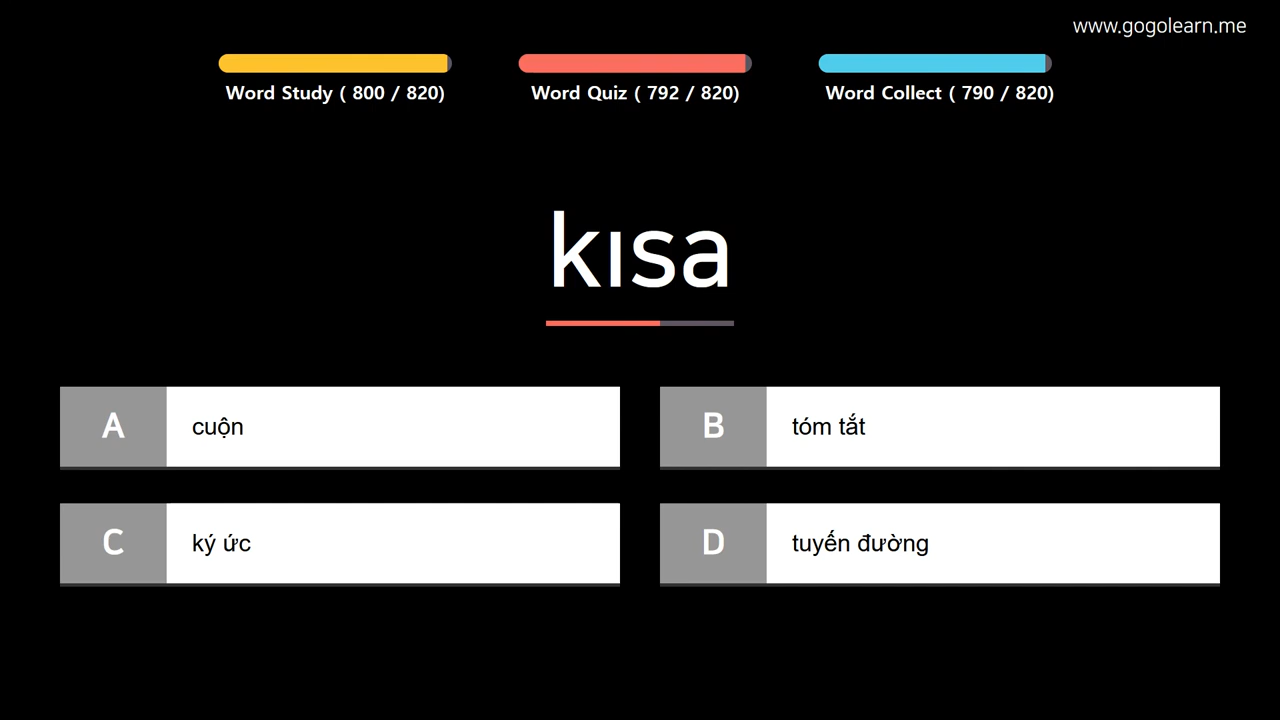 www.gogolearn.me
Word Study ( 800 / 820)
Word Quiz ( 792 / 820)
Word Collect ( 790 / 820)
kısa
A
cuộn
B
tóm tắt
C
ký ức
D
tuyến đường